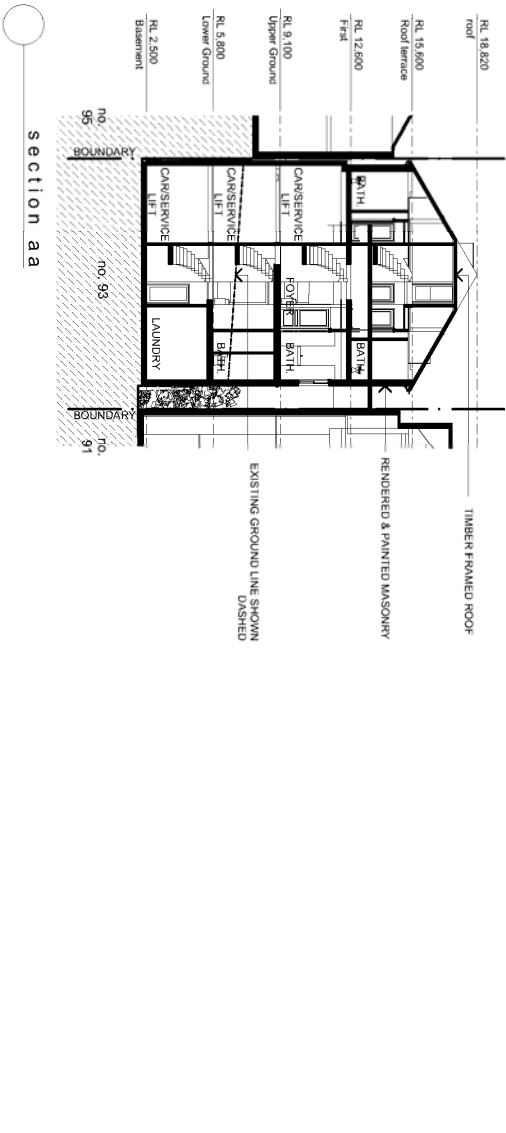 RL 18,820
roof
RL 15,600
Roof terrace
RL 12,600
First
RL 9,100
Upper Ground
RL 5,800
Lower Ground
RL 2,500
Basement
TIMBER FRAMED ROOF
RENDERED & PAINTED MASONRY
EXISTING GROUND LINE SHOWN
DASHED
BATH.
BATH.
CAR/SERVICE
LIFT
FOYER
BATH.
CAR/SERVICE
LIFT
BATH.
CAR/SERVICE
LIFT
LAUNDRY
BOUNDARY
BOUNDARY
no.
95
no. 93
no.
91
section aa